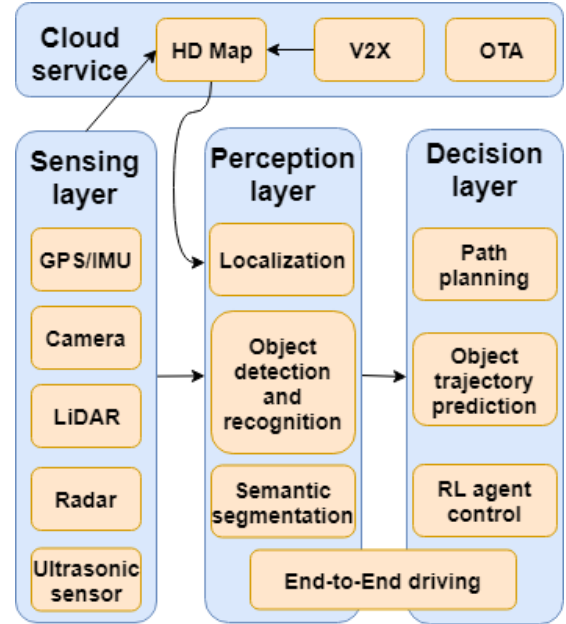 Cloud
service
HD Map
V2X
OTA
Sensing
layer
GPS/IMU
Camera
LiDAR
Radar
Ultrasonic
sensor
Perception
layer
Localization
Object
detection
and
recognition
Semantic
segmentation
Decision
layer
Path
planning
Object
trajectory
prediction
RL agent
control
End-to-End driving